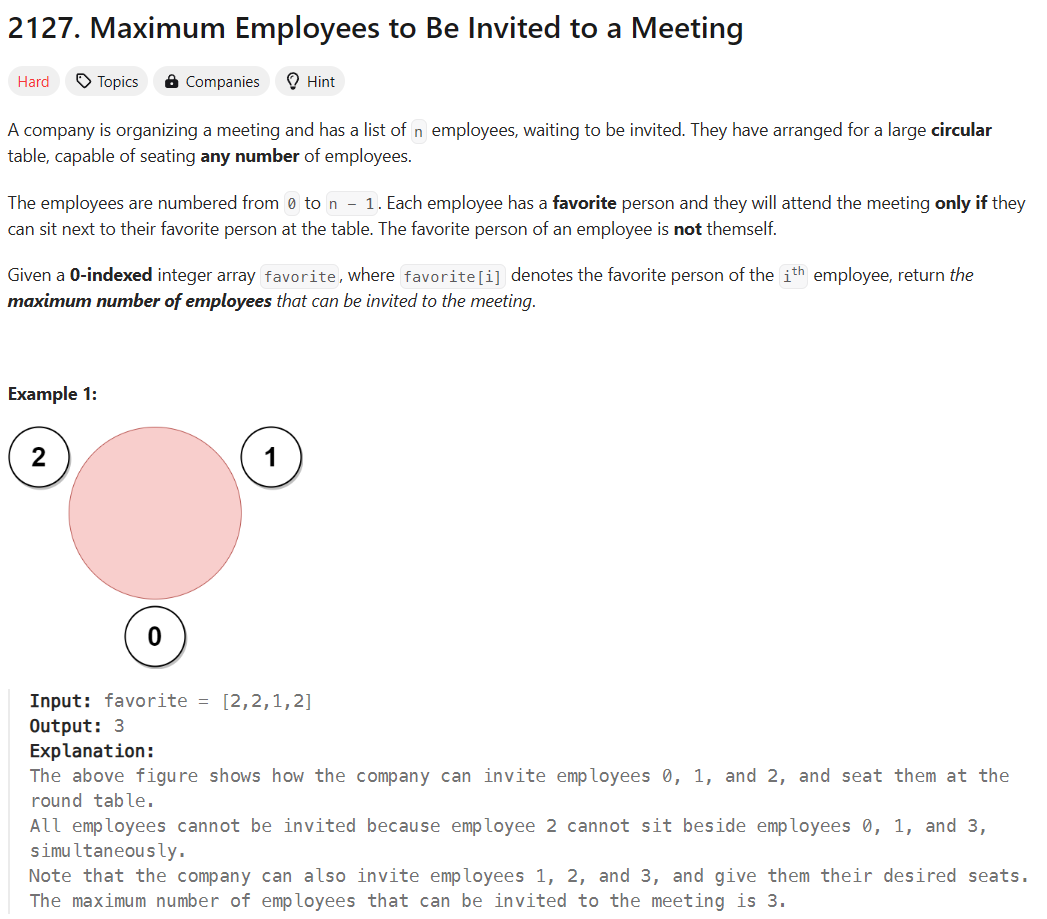 2127. Maximum Employees to Be Invited to a Meeting
Hard Topics Companies Hint
A company is organizing a meeting and has a list of n employees, waiting to be invited. They have arranged for a large circular
table, capable of seating any number of employees.
The employees are numbered from 0 to n - 1. Each employee has a favorite person and they will attend the meeting only if they
can sit next to their favorite person at the table. The favorite person of an employee is not themself.
Given a 0-indexed integer array favorite, where favorite[i] denotes the favorite person of the ith employee, return the
maximum number of employees that can be invited to the meeting.
Example 1:
2 1
0
Input: favorite = [2,2,1,2]
Output: 3
Explanation:
The above figure shows how the company can invite employees 0, 1, and 2, and seat them at the
round table.
All employees cannot be invited because employee 2 cannot sit beside employees 0, 1, and 3,
simultaneously.
Note that the company can also invite employees 1, 2, and 3, and give them their desired seats.
The maximum number of employees that can be invited to the meeting is 3.